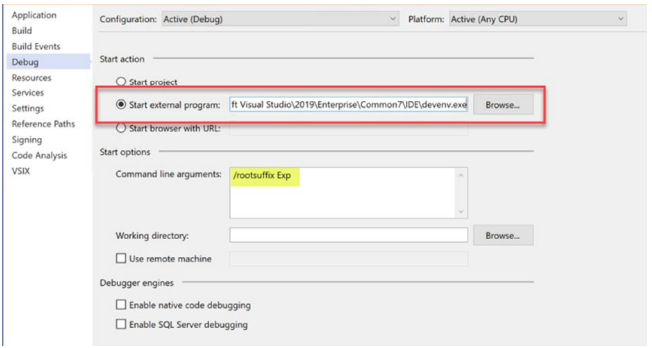 Application
Build
Build Events
Debug
Resources
Services
Settings
Reference Paths
Signing
Code Analysis
VSIX
Configuration: Active (Debug) Platform: Active (Any CPU)
Start action
Start project
Start external program: ft Visual Studio\2019\Enterprise\Common7\IDE\devenv.exe Browse...
Start browser with URL:
Start options
Command line arguments: /rootsuffix Exp
Working directory: Browse...
Use remote machine
Debugger engines
Enable native code debugging
Enable SQL Server debugging